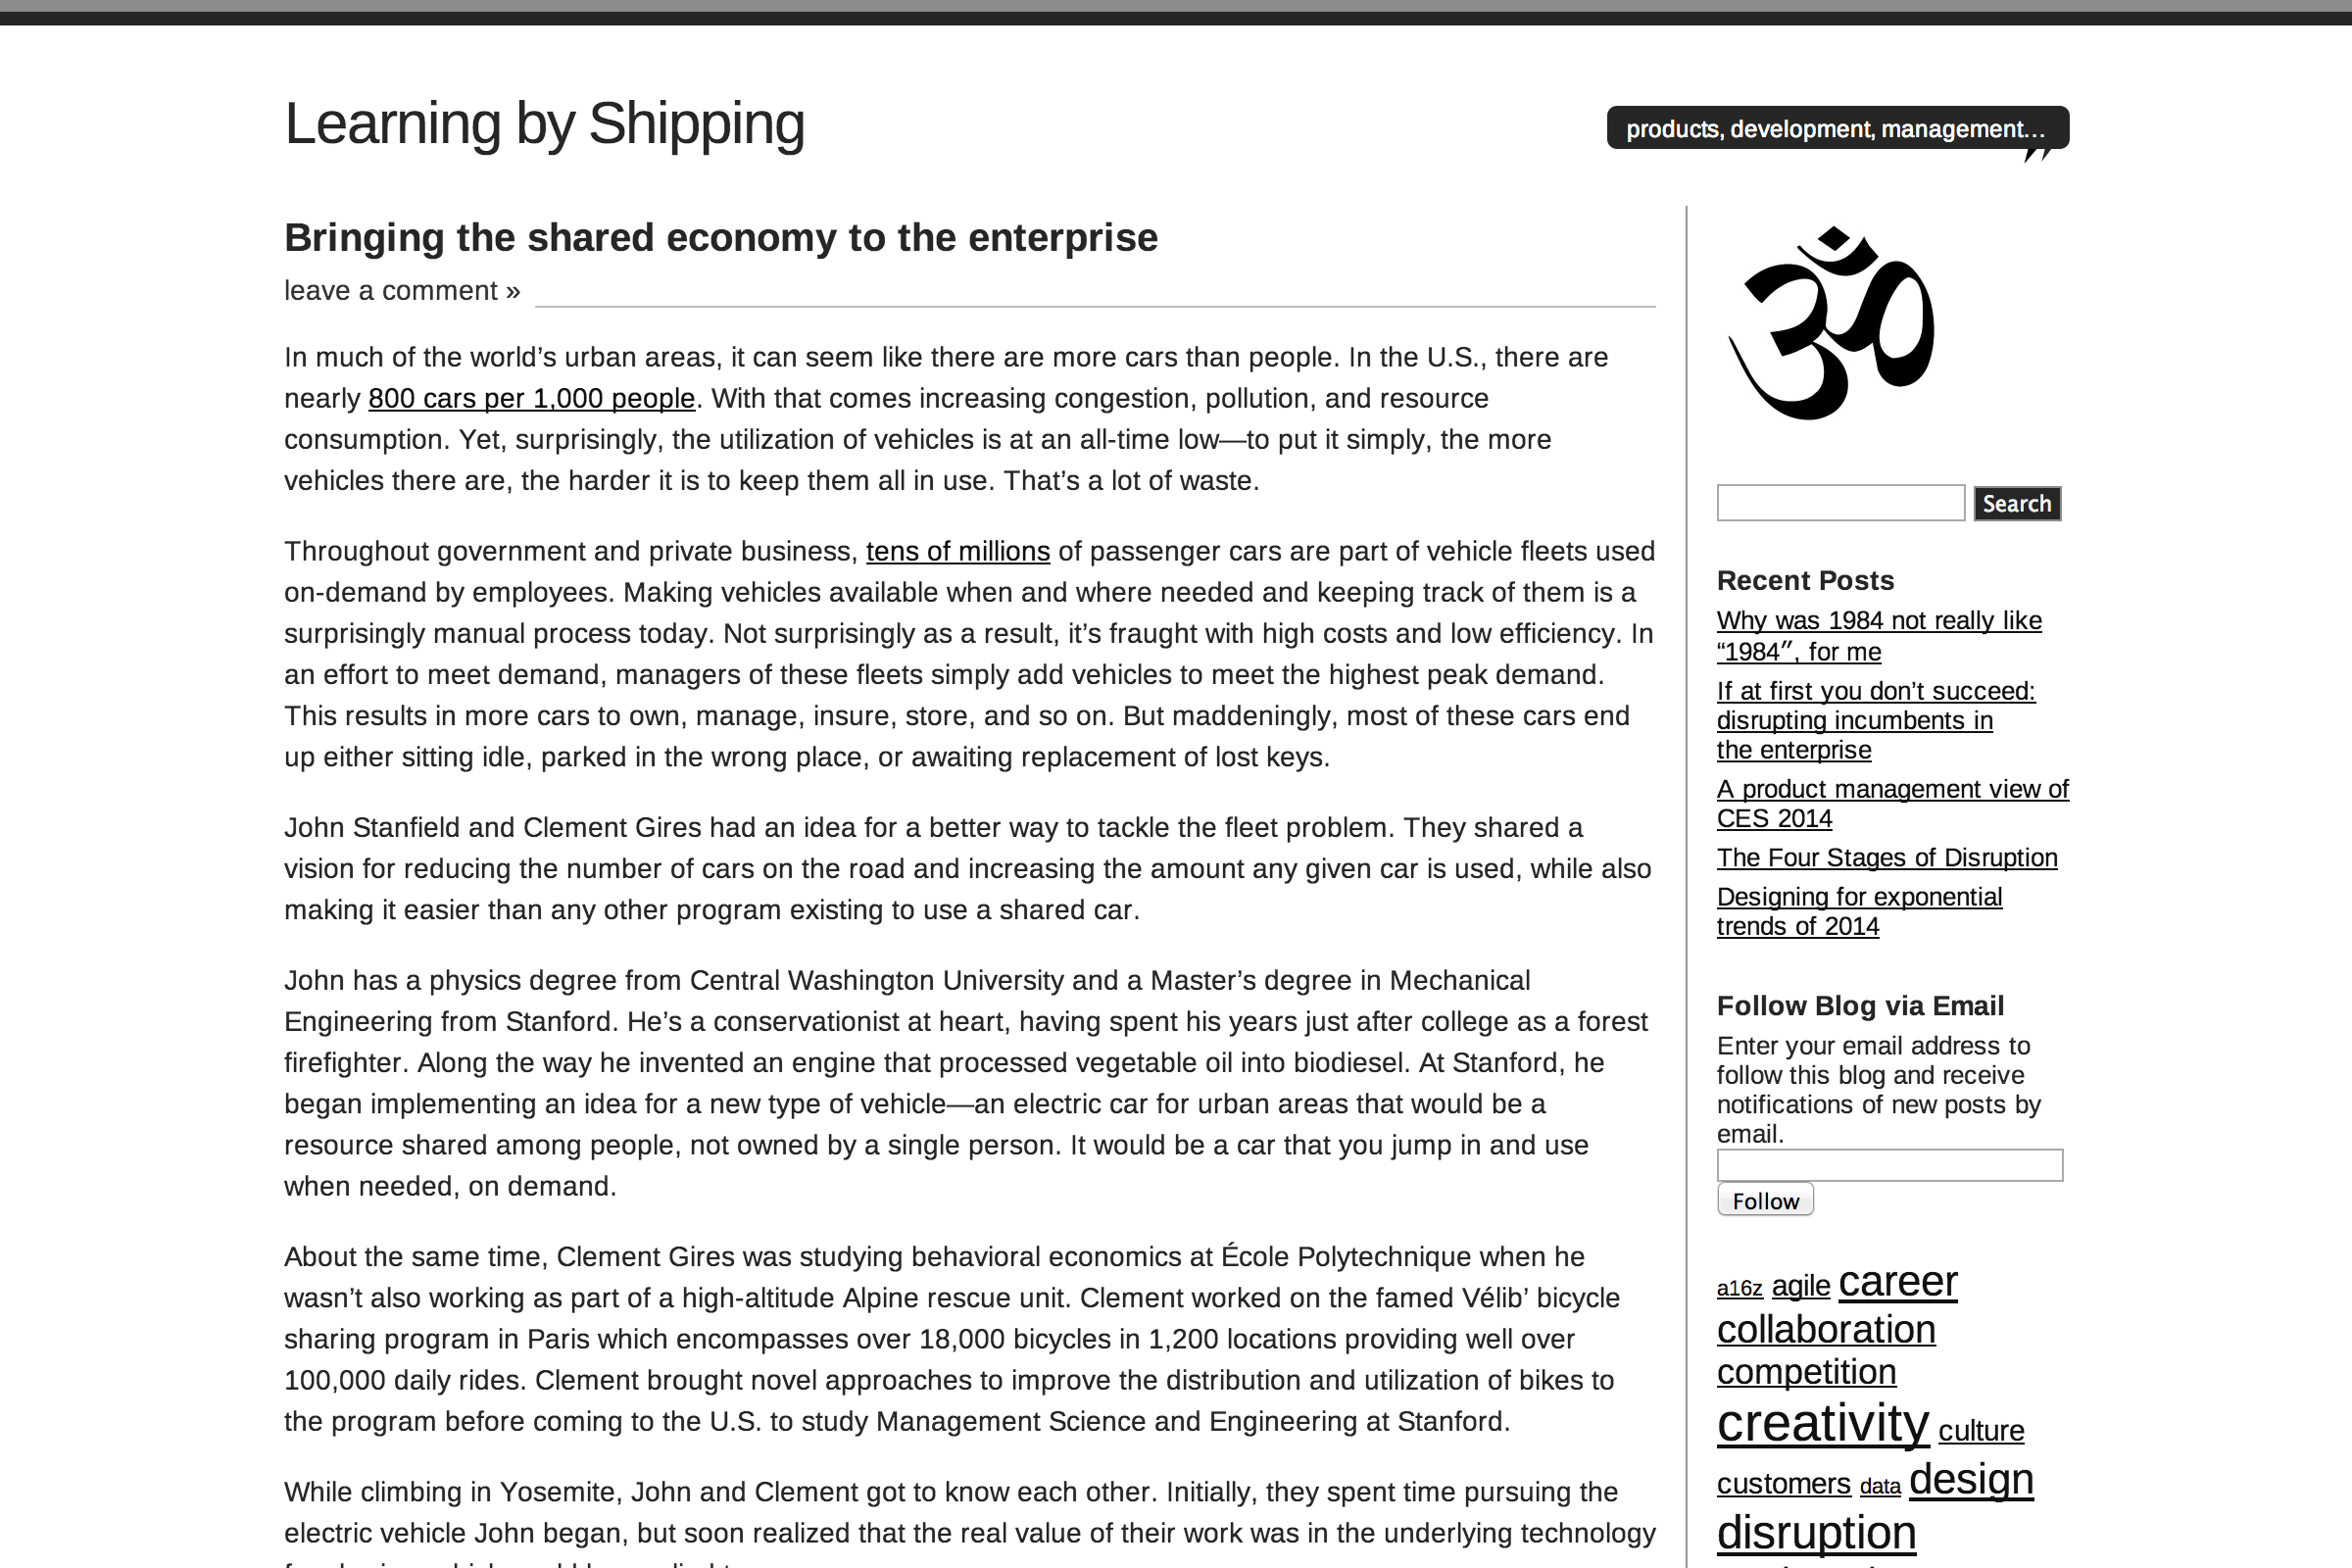 Learning by Shipping
products, development, management…
Bringing the shared economy to the enterprise
leave a comment »
In much of the world’s urban areas, it can seem like there are more cars than people. In the U.S., there are
nearly 800 cars per 1,000 people. With that comes increasing congestion, pollution, and resource
consumption. Yet, surprisingly, the utilization of vehicles is at an all-time low—to put it simply, the more
vehicles there are, the harder it is to keep them all in use. That’s a lot of waste.
Throughout government and private business, tens of millions of passenger cars are part of vehicle fleets used
on-demand by employees. Making vehicles available when and where needed and keeping track of them is a
surprisingly manual process today. Not surprisingly as a result, it’s fraught with high costs and low efficiency. In
an effort to meet demand, managers of these fleets simply add vehicles to meet the highest peak demand.
This results in more cars to own, manage, insure, store, and so on. But maddeningly, most of these cars end
up either sitting idle, parked in the wrong place, or awaiting replacement of lost keys.
John Stanfield and Clement Gires had an idea for a better way to tackle the fleet problem. They shared a
vision for reducing the number of cars on the road and increasing the amount any given car is used, while also
making it easier than any other program existing to use a shared car.
John has a physics degree from Central Washington University and a Master’s degree in Mechanical
Engineering from Stanford. He’s a conservationist at heart, having spent his years just after college as a forest
firefighter. Along the way he invented an engine that processed vegetable oil into biodiesel. At Stanford, he
began implementing an idea for a new type of vehicle—an electric car for urban areas that would be a
resource shared among people, not owned by a single person. It would be a car that you jump in and use
when needed, on demand.
About the same time, Clement Gires was studying behavioral economics at École Polytechnique when he
wasn’t also working as part of a high-altitude Alpine rescue unit. Clement worked on the famed Vélib’ bicycle
sharing program in Paris which encompasses over 18,000 bicycles in 1,200 locations providing well over
100,000 daily rides. Clement brought novel approaches to improve the distribution and utilization of bikes to
the program before coming to the U.S. to study Management Science and Engineering at Stanford.
While climbing in Yosemite, John and Clement got to know each other. Initially, they spent time pursuing the
electric vehicle John began, but soon realized that the real value of their work was in the underlying technology
ॐ
Search
Recent Posts
Why was 1984 not really like
“1984″, for me
If at first you don’t succeed:
disrupting incumbents in
the enterprise
A product management view of
CES 2014
The Four Stages of Disruption
Designing for exponential
trends of 2014
Follow Blog via Email
Enter your email address to
follow this blog and receive
notifications of new posts by
email.
Follow
a16z agile career
collaboration
competition
creativity culture
customers data design
disruption